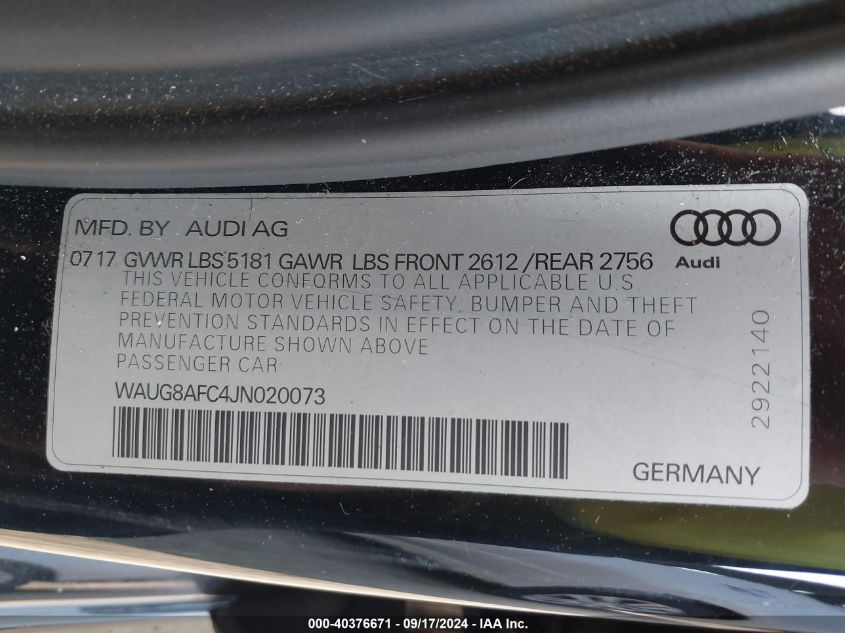 MFD. BY AUDI AG
0717 GVWR LBS 5181 GAWR LBS FRONT 2612 /REAR 2756
Audi
THIS VEHICLE CONFORMS TO ALL APPLICABLE U.S.
FEDERAL MOTOR VEHICLE SAFETY, BUMPER AND THEFT
PREVENTION STANDARDS IN EFFECT ON THE DATE OF
MANUFACTURE SHOWN ABOVE
PASSENGER CAR
WAUG8AFC4JN020073
2922140
GERMANY
000-40376671 - 09/17/2024 - IAA Inc.